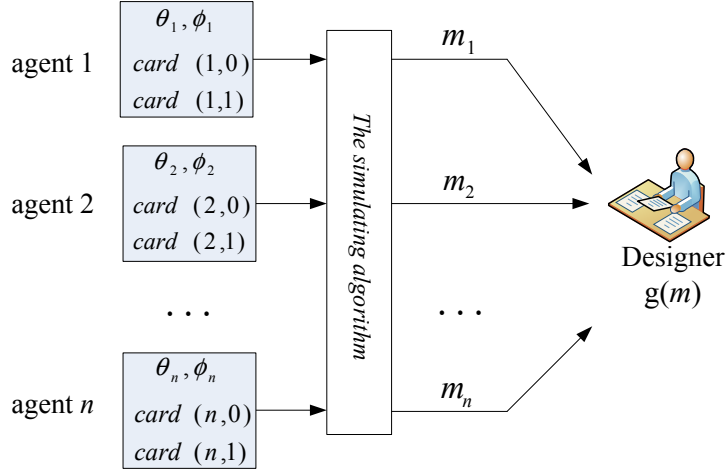 agent 1
θ₁, ϕ₁
card (1,0)
card (1,1)
m₁
agent 2
θ₂, ϕ₂
card (2,0)
card (2,1)
m₂
The simulating algorithm
Designer
g(m)
. . .
. . .
agent n
θₙ, ϕₙ
card (n,0)
card (n,1)
mₙ